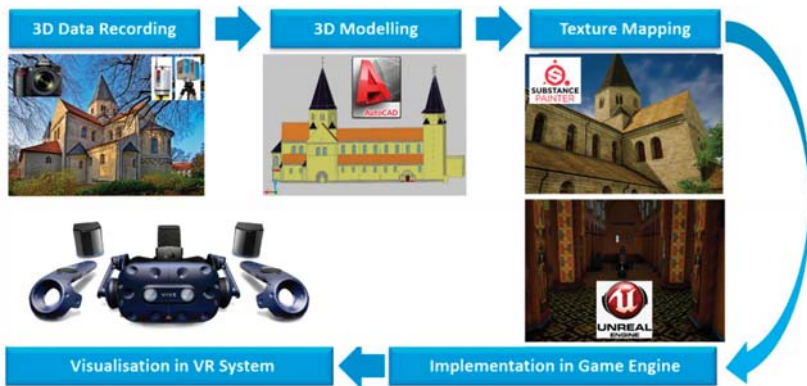 3D Data Recording
3D Modelling
Texture Mapping
AutoCAD
SUBSTANCE
PAINTER
VIVE
UNREAL
ENGINE
Visualisation in VR System
Implementation in Game Engine